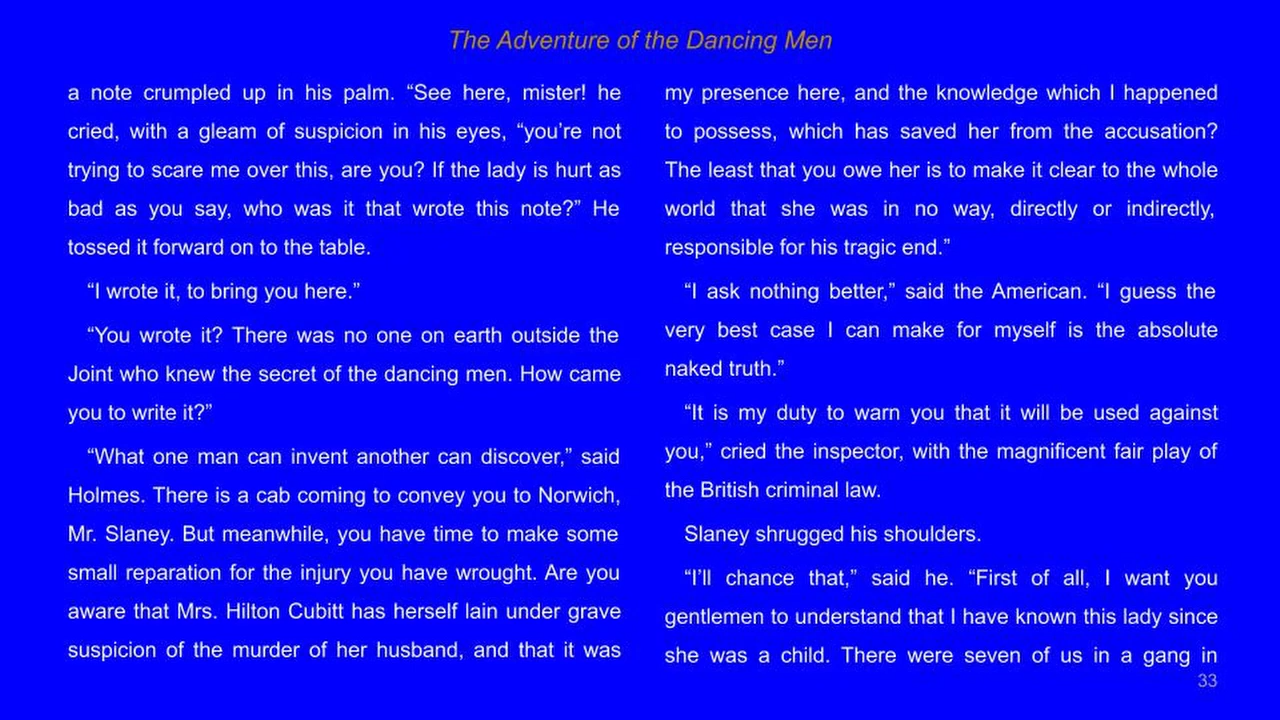 The Adventure of the Dancing Men
a note crumpled up in his palm. “See here, mister! he
cried, with a gleam of suspicion in his eyes, “you’re not
trying to scare me over this, are you? If the lady is hurt as
bad as you say, who was it that wrote this note?” He
tossed it forward on to the table.
“I wrote it, to bring you here.”
“You wrote it? There was no one on earth outside the
Joint who knew the secret of the dancing men. How came
you to write it?”
“What one man can invent another can discover,” said
Holmes. There is a cab coming to convey you to Norwich,
Mr. Slaney. But meanwhile, you have time to make some
small reparation for the injury you have wrought. Are you
aware that Mrs. Hilton Cubitt has herself lain under grave
suspicion of the murder of her husband, and that it was
my presence here, and the knowledge which I happened
to possess, which has saved her from the accusation?
The least that you owe her is to make it clear to the whole
world that she was in no way, directly or indirectly,
responsible for his tragic end.”
“I ask nothing better,” said the American. “I guess the
very best case I can make for myself is the absolute
naked truth.”
“It is my duty to warn you that it will be used against
you,” cried the inspector, with the magnificent fair play of
the British criminal law.
Slaney shrugged his shoulders.
“I’ll chance that,” said he. “First of all, I want you
gentlemen to understand that I have known this lady since
she was a child. There were seven of us in a gang in
33